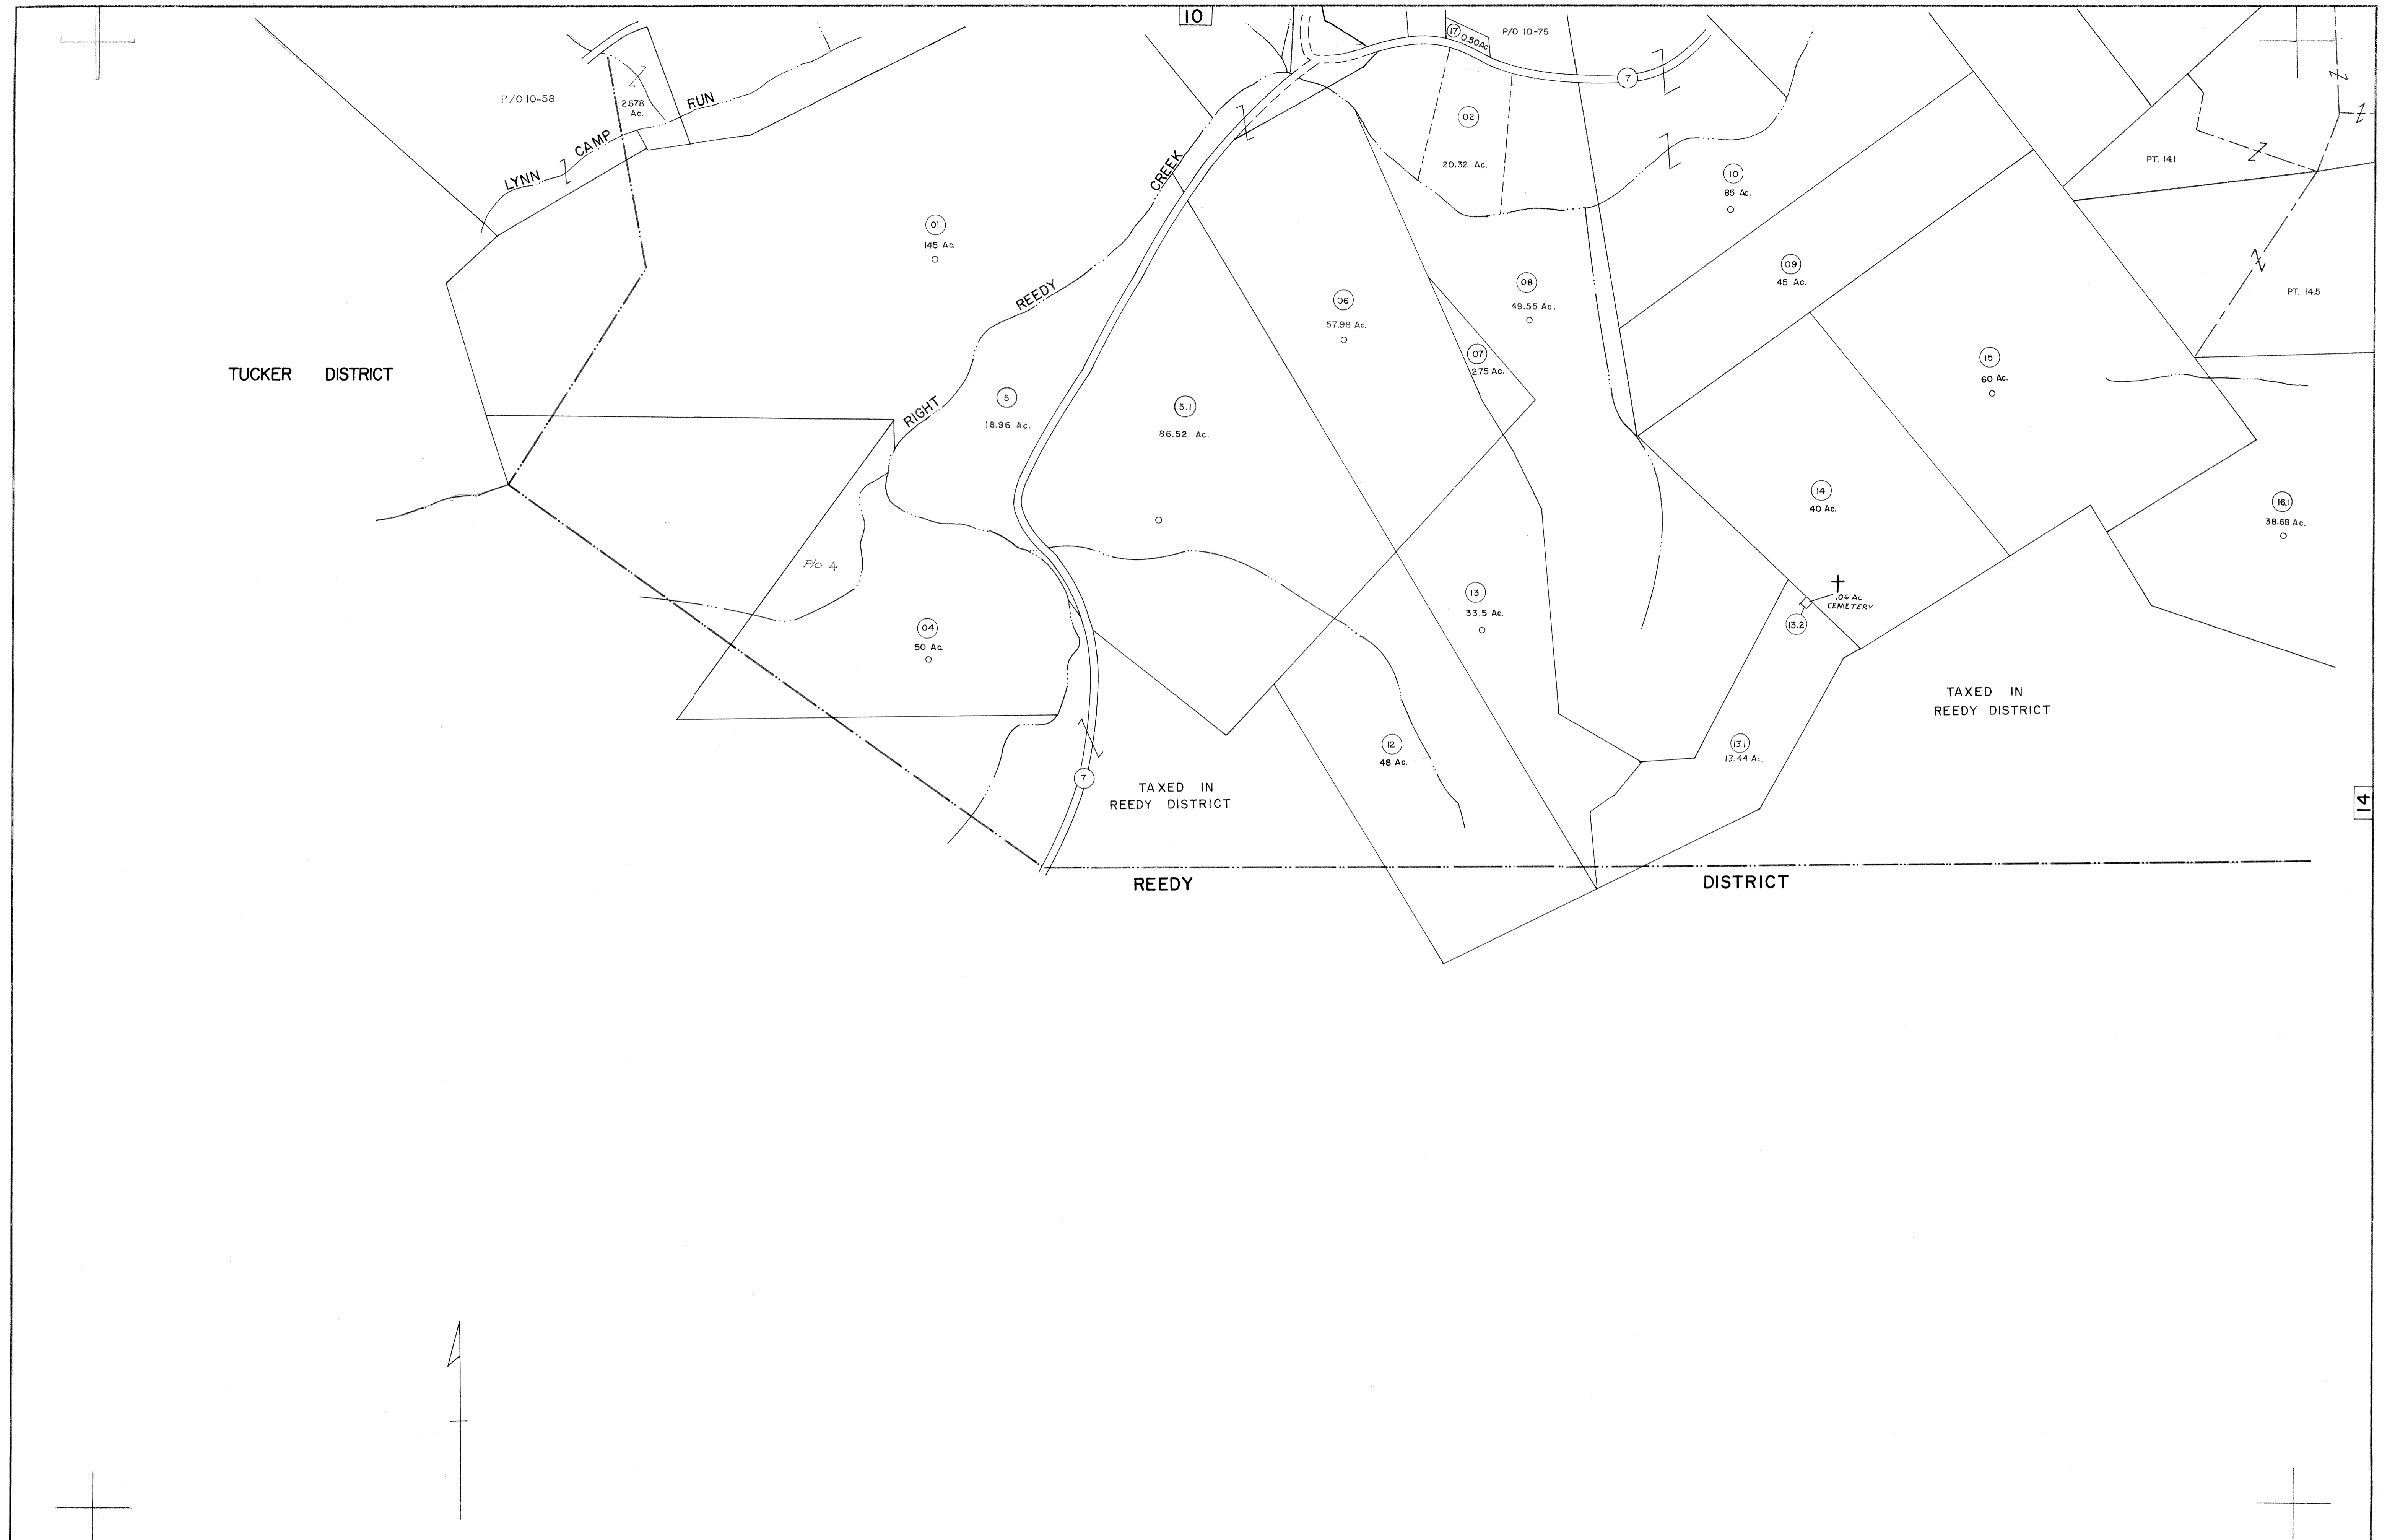 10
17
0.50 Ac
P/O 10-75
7
P/O 10-58
2.678
Ac.
LYNN CAMP RUN
02
20.32 Ac.
PT. 14.1
10
85 Ac.
RIGHT REEDY CREEK
01
145 Ac.
09
45 Ac.
08
49.55 Ac.
06
57.98 Ac.
PT. 14.5
07
2.75 Ac.
15
60 Ac.
TUCKER DISTRICT
5
18.96 Ac.
5.1
86.52 Ac.
14
40 Ac.
16.1
38.68 Ac.
P/O 4
13
33.5 Ac.
.06 Ac
CEMETERY
13.2
04
50 Ac.
TAXED IN
REEDY DISTRICT
12
48 Ac.
13.1
13.44 Ac.
7
TAXED IN
REEDY DISTRICT
14
REEDY DISTRICT